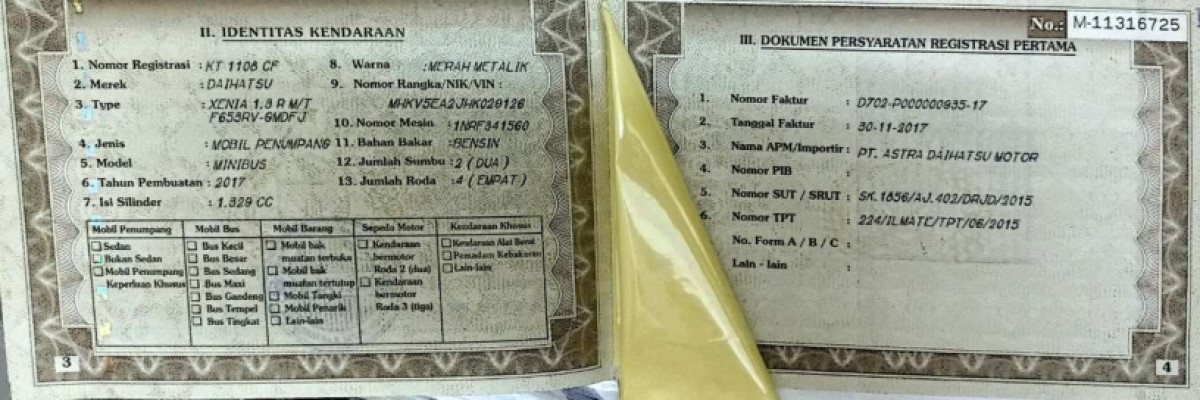 II. IDENTITAS KENDARAAN
1. Nomor Registrasi : KT 1108 CF
2. Merek : DAIHATSU
3. Type : XENIA 1.3 R M/T
F653RV-GMDFJ
4. Jenis : MOBIL PENUMPANG
5. Model : MINIBUS
6. Tahun Pembuatan : 2017
7. Isi Silinder : 1.329 CC
8. Warna : MERAH METALIK
9. Nomor Rangka/NIK/VIN :
MHKV5EA2JHK029126
10. Nomor Mesin : 1NRF341560
11. Bahan Bakar : BENSIN
12. Jumlah Sumbu : 2 ( DUA )
13. Jumlah Roda : 4 ( EMPAT )
Mobil Penumpang
Sedan
Bukan Sedan
Mobil Penumpang
Keperluan Khusus
Mobil Bus
Bus Kecil
Bus Besar
Bus Sedang
Bus Maxi
Bus Gandeng
Bus Tempel
Bus Tingkat
Mobil Barang
Mobil bak
muatan terbuka
Mobil bak
muatan tertutup
Mobil Tangki
Mobil Penarik
Lain-lain
Sepeda Motor
Kendaraan
bermotor
Roda 2 (dua)
Kendaraan
bermotor
Roda 3 (tiga)
Kendaraan Khusus
Kendaraan Alat Berat
Pemadam Kebakaran
Lain-lain
3
No.: M-11316725
III. DOKUMEN PERSYARATAN REGISTRASI PERTAMA
1. Nomor Faktur : D702-P000000935-17
2. Tanggal Faktur : 30-11-2017
3. Nama APM/Importir : PT. ASTRA DAIHATSU MOTOR
4. Nomor PIB :
5. Nomor SUT / SRUT : SK.1856/AJ.402/DRJD/2015
6. Nomor TPT : 224/ILMATE/TPT/06/2015
No. Form A / B / C :
Lain - lain :
4